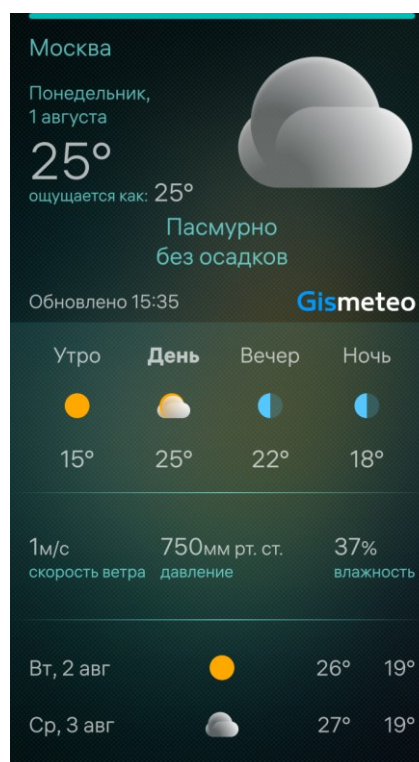 Москва
Понедельник,
1 августа
25°
ощущается как: 25°
Пасмурно
без осадков
Обновлено 15:35 Gismeteo
Утро День Вечер Ночь
15° 25° 22° 18°
1м/с 750мм рт. ст. 37%
скорость ветра давление влажность
Вт, 2 авг 26° 19°
Ср, 3 авг 27° 19°